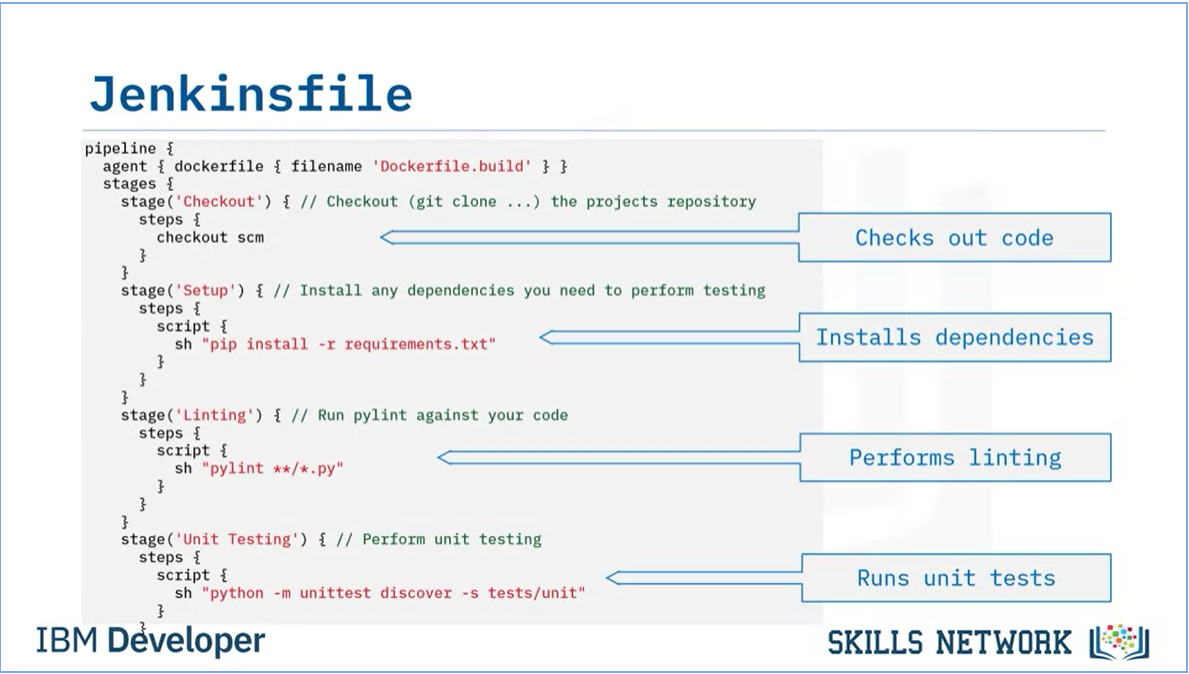 Jenkinsfile
pipeline {
  agent { dockerfile { filename 'Dockerfile.build' } }
  stages {
    stage('Checkout') { // Checkout (git clone ...) the projects repository
      steps {
        checkout scm
Checks out code
      }
    }
    stage('Setup') { // Install any dependencies you need to perform testing
      steps {
        script {
Installs dependencies
          sh "pip install -r requirements.txt"
        }
      }
    }
    stage('Linting') { // Run pylint against your code
      steps {
        script {
Performs linting
          sh "pylint **/*.py"
        }
      }
    }
    stage('Unit Testing') { // Perform unit testing
      steps {
        script {
Runs unit tests
          sh "python -m unittest discover -s tests/unit"
        }
      }
IBM Developer
SKILLS NETWORK